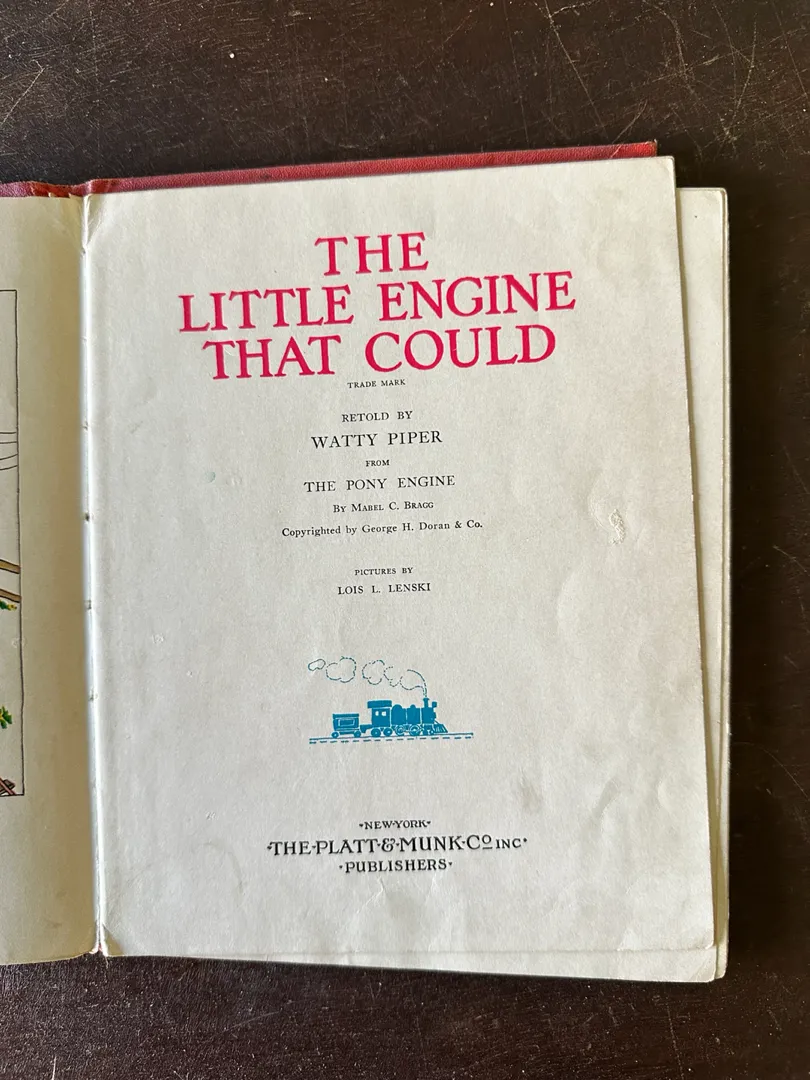 THE
LITTLE ENGINE
THAT COULD
TRADE MARK
RETOLD BY
WATTY PIPER
FROM
THE PONY ENGINE
BY MABEL C. BRAGG
Copyrighted by George H. Doran & Co.
PICTURES BY
LOIS L. LENSKI
·NEW·YORK·
·THE·PLATT·&·MUNK·Co INC·
·PUBLISHERS·